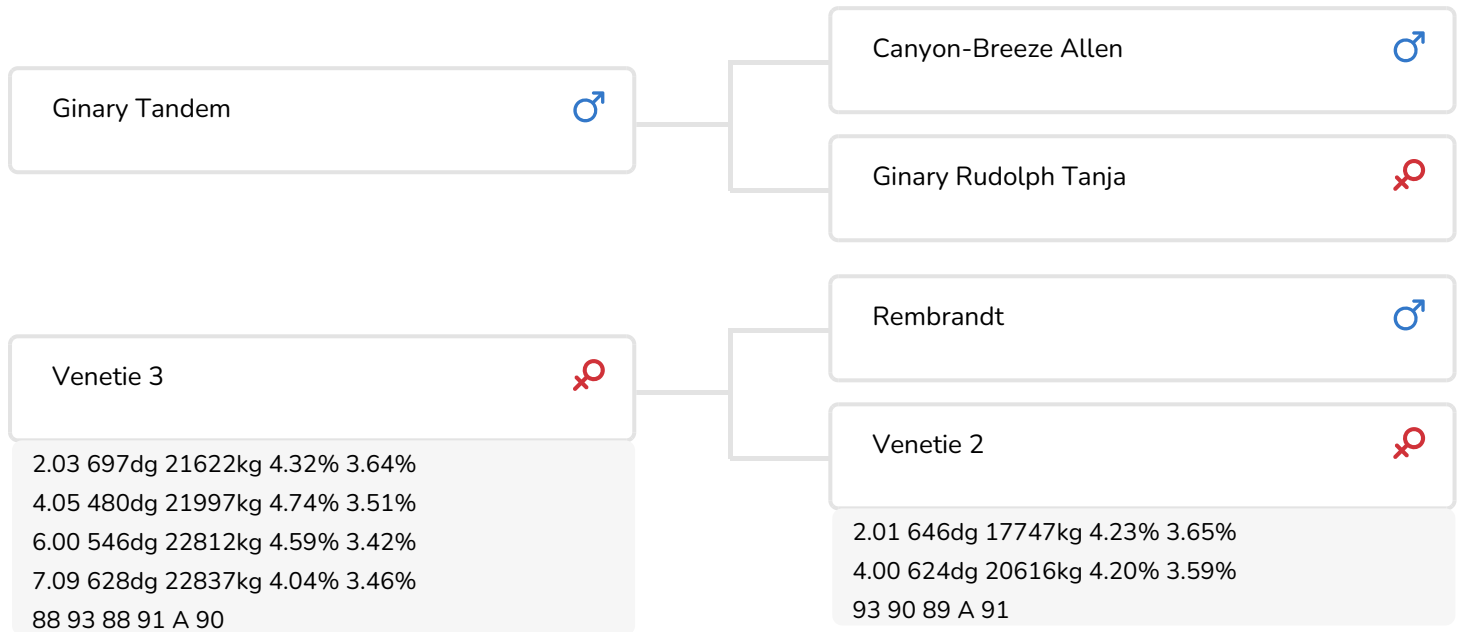 Ginary Tandem
Canyon-Breeze Allen
Ginary Rudolph Tanja
Venetie 3
2.03 697dg 21622kg 4.32% 3.64%
4.05 480dg 21997kg 4.74% 3.51%
6.00 546dg 22812kg 4.59% 3.42%
7.09 628dg 22837kg 4.04% 3.46%
88 93 88 91 A 90
Rembrandt
Venetie 2
2.01 646dg 17747kg 4.23% 3.65%
4.00 624dg 20616kg 4.20% 3.59%
93 90 89 A 91